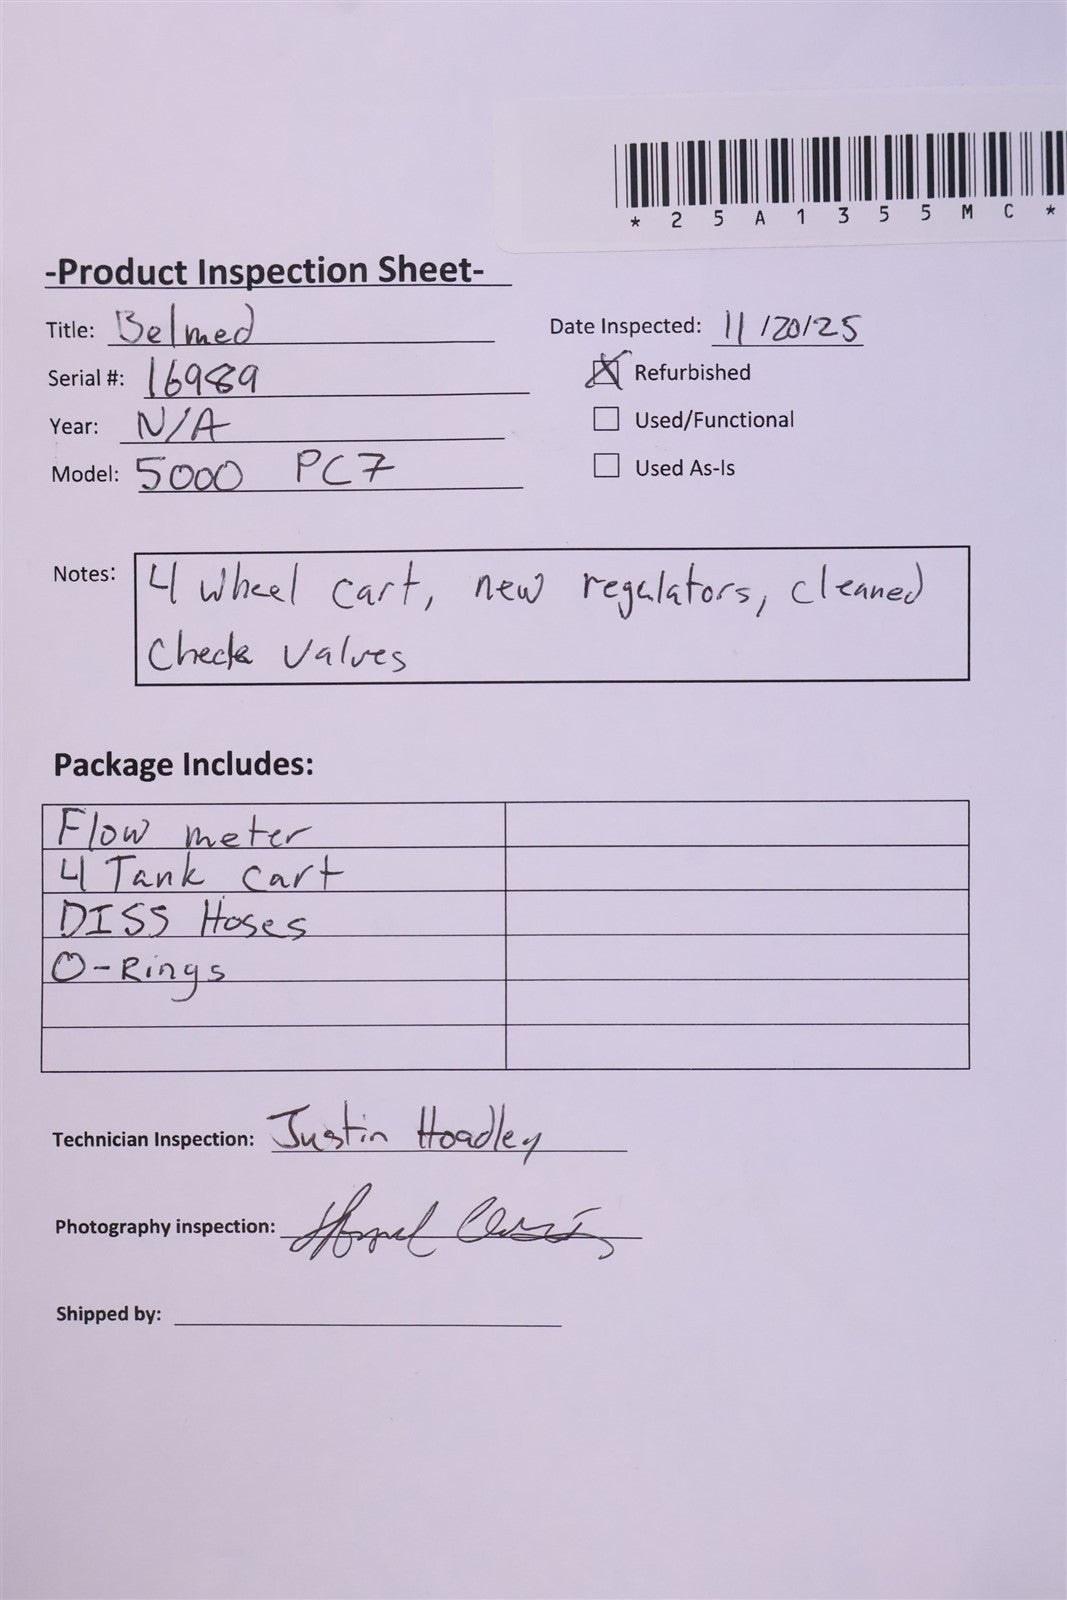 *25A1355MC*
-Product Inspection Sheet-
Title: Belmed
Date Inspected: 11/20/25
Serial #: 16989
Refurbished
Year: N/A
Used/Functional
Model: 5000 PC7
Used As-Is
Notes: 4 wheel cart, new regulators, cleaned
check valves
Package Includes:
Flow meter
4 Tank cart
DISS Hoses
O-Rings
Technician Inspection: Justin Hoadley
Photography inspection:
Shipped by: